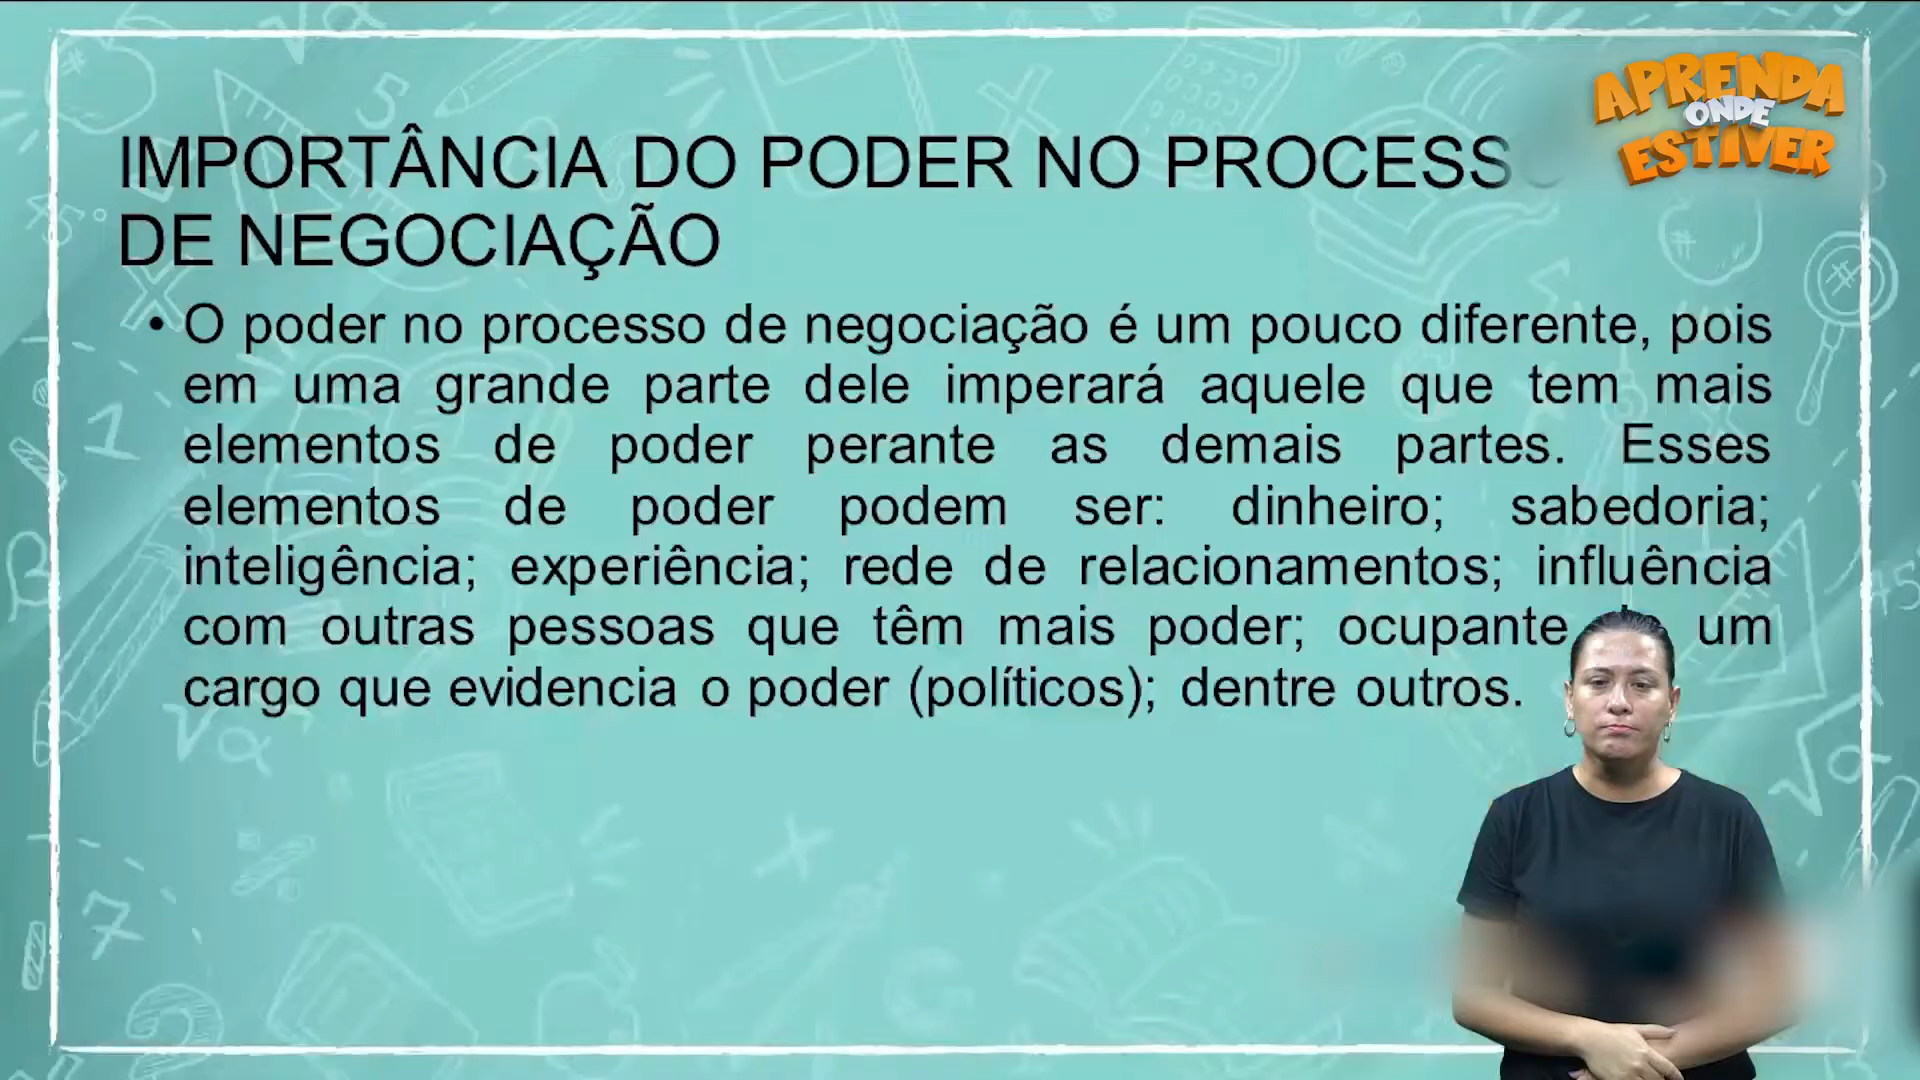 APRENDA
ONDE
ESTIVER
IMPORTÂNCIA DO PODER NO
DE NEGOCIAÇÃO
• O poder no processo de negociação é um pouco diferente, pois
em uma grande parte dele imperará aquele que tem mais
elementos de poder perante as demais partes. Esses
elementos de poder podem ser: dinheiro; sabedoria;
inteligência; experiência; rede de relacionamentos; influência
com outras pessoas que têm mais poder; ocupante um
cargo que evidencia o poder (políticos); dentre outros.